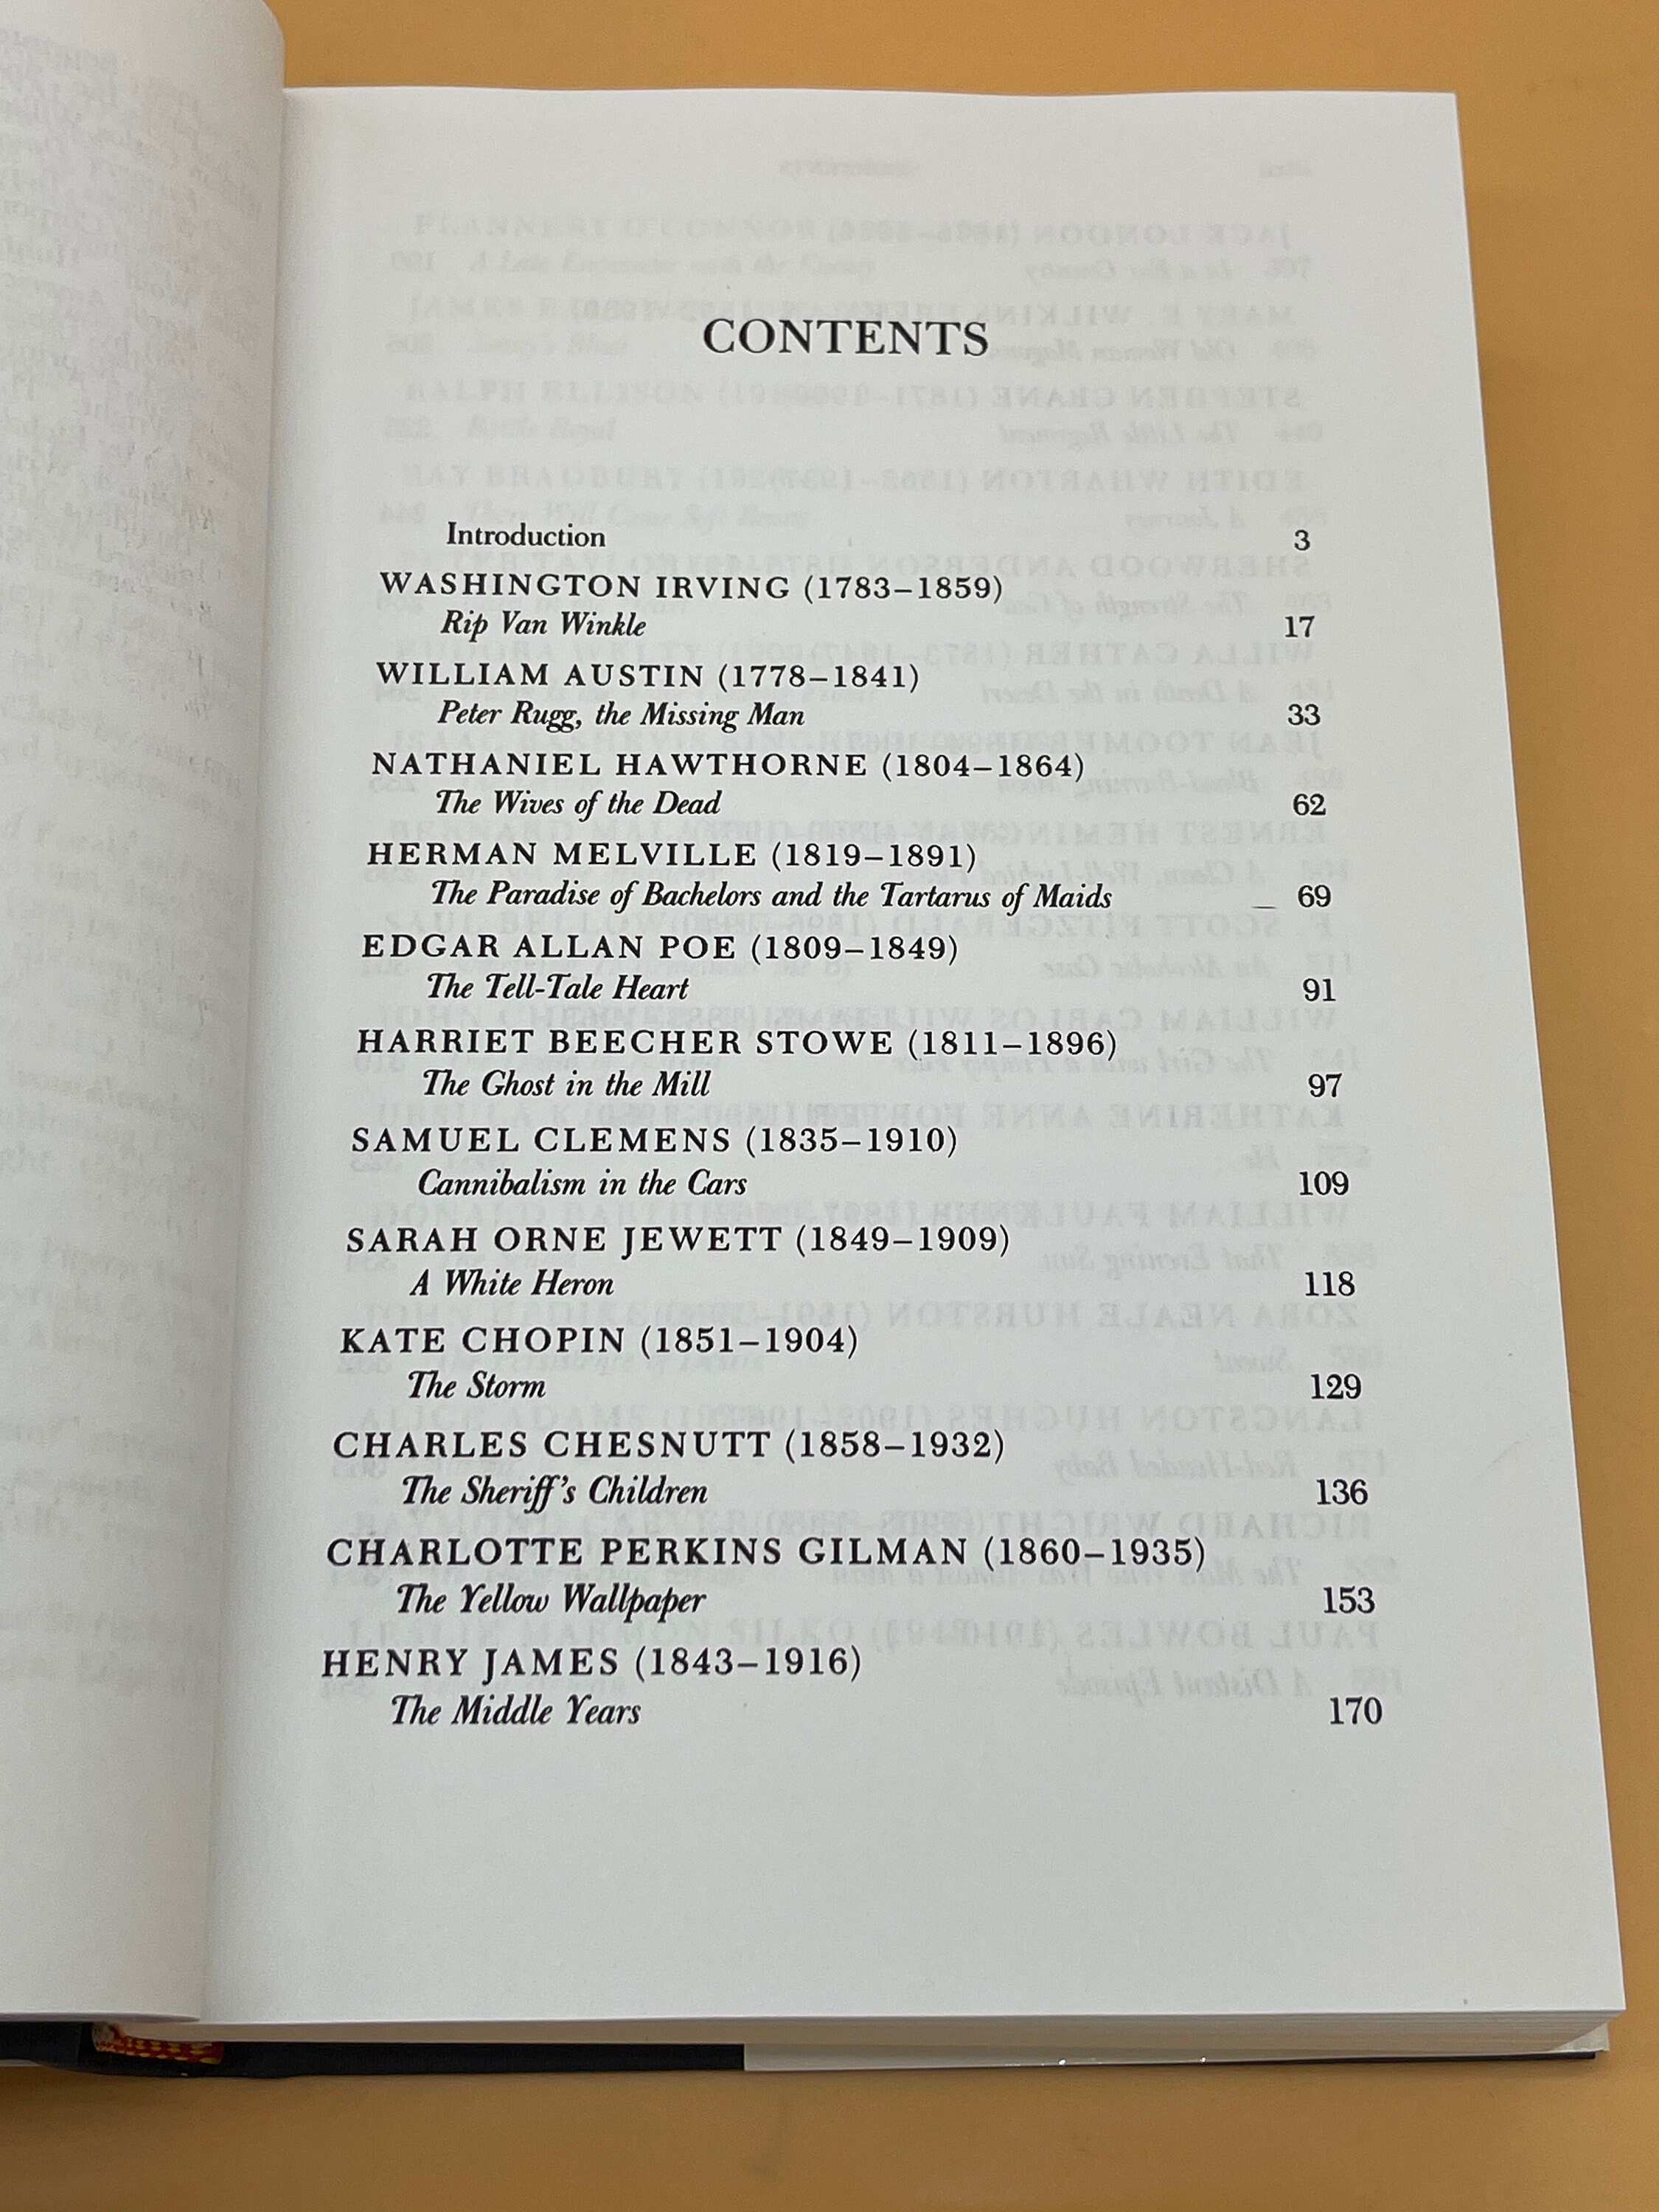 CONTENTS
Introduction 3
WASHINGTON IRVING (1783–1859)
Rip Van Winkle 17
WILLIAM AUSTIN (1778–1841)
Peter Rugg, the Missing Man 33
NATHANIEL HAWTHORNE (1804–1864)
The Wives of the Dead 62
HERMAN MELVILLE (1819–1891)
The Paradise of Bachelors and the Tartarus of Maids 69
EDGAR ALLAN POE (1809–1849)
The Tell-Tale Heart 91
HARRIET BEECHER STOWE (1811–1896)
The Ghost in the Mill 97
SAMUEL CLEMENS (1835–1910)
Cannibalism in the Cars 109
SARAH ORNE JEWETT (1849–1909)
A White Heron 118
KATE CHOPIN (1851–1904)
The Storm 129
CHARLES CHESNUTT (1858–1932)
The Sheriff's Children 136
CHARLOTTE PERKINS GILMAN (1860–1935)
The Yellow Wallpaper 153
HENRY JAMES (1843–1916)
The Middle Years 170